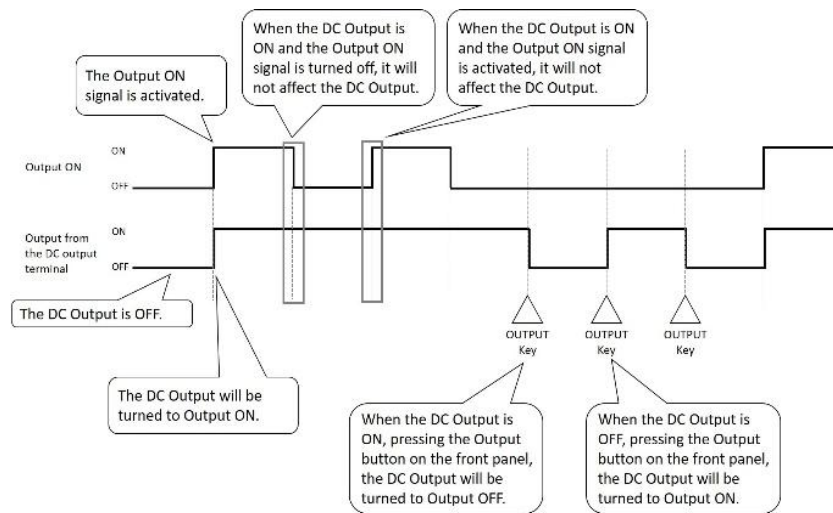 The Output ON
signal is activated.
When the DC Output is
ON and the Output ON
signal is turned off, it will
not affect the DC Output.
When the DC Output is ON
and the Output ON signal
is activated, it will not
affect the DC Output.
Output ON
ON
OFF
Output from
the DC output
terminal
ON
OFF
The DC Output is OFF.
The DC Output will be
turned to Output ON.
OUTPUT
Key
OUTPUT
Key
OUTPUT
Key
When the DC Output is
ON, pressing the Output
button on the front panel,
the DC Output will be
turned to Output OFF.
When the DC Output is
OFF, pressing the Output
button on the front panel,
the DC Output will be
turned to Output ON.